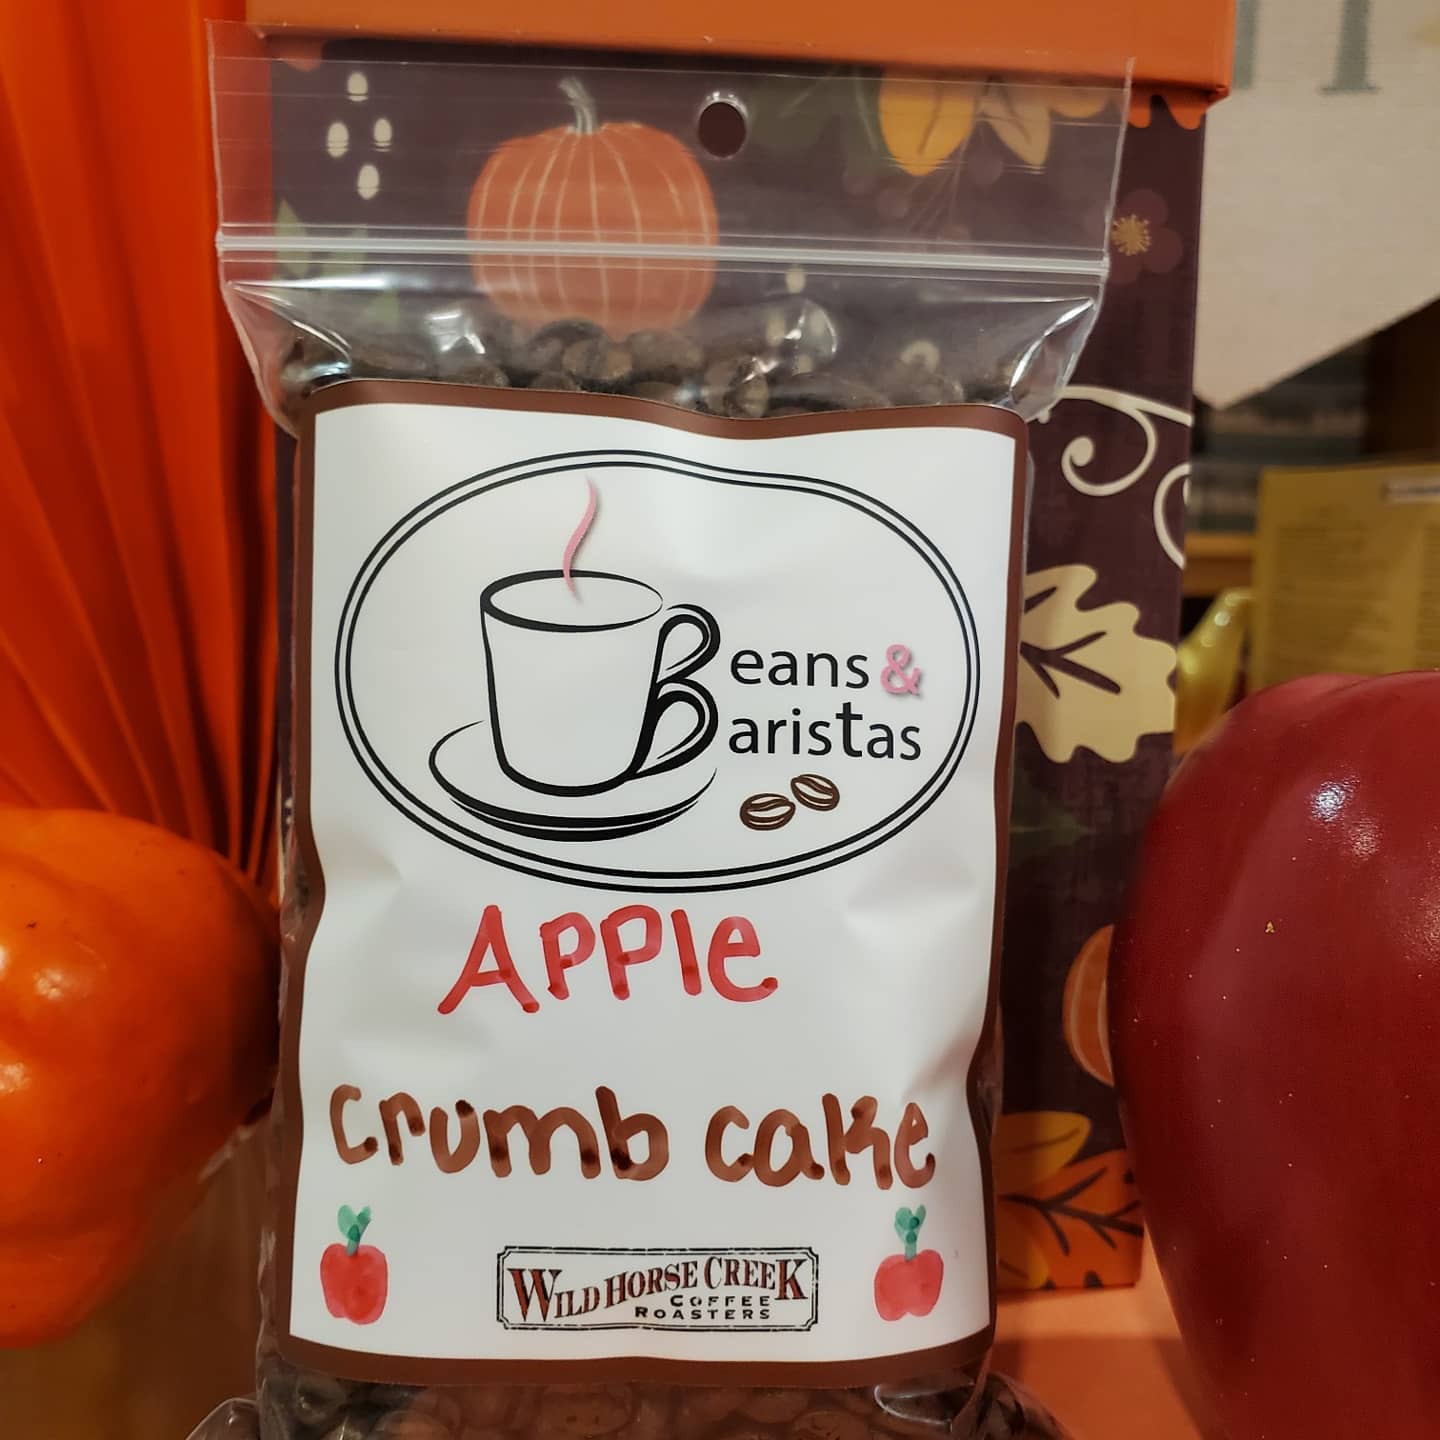 Beans &
Baristas
Apple
Crumb cake
WILD HORSE CREEK
COFFEE
ROASTERS